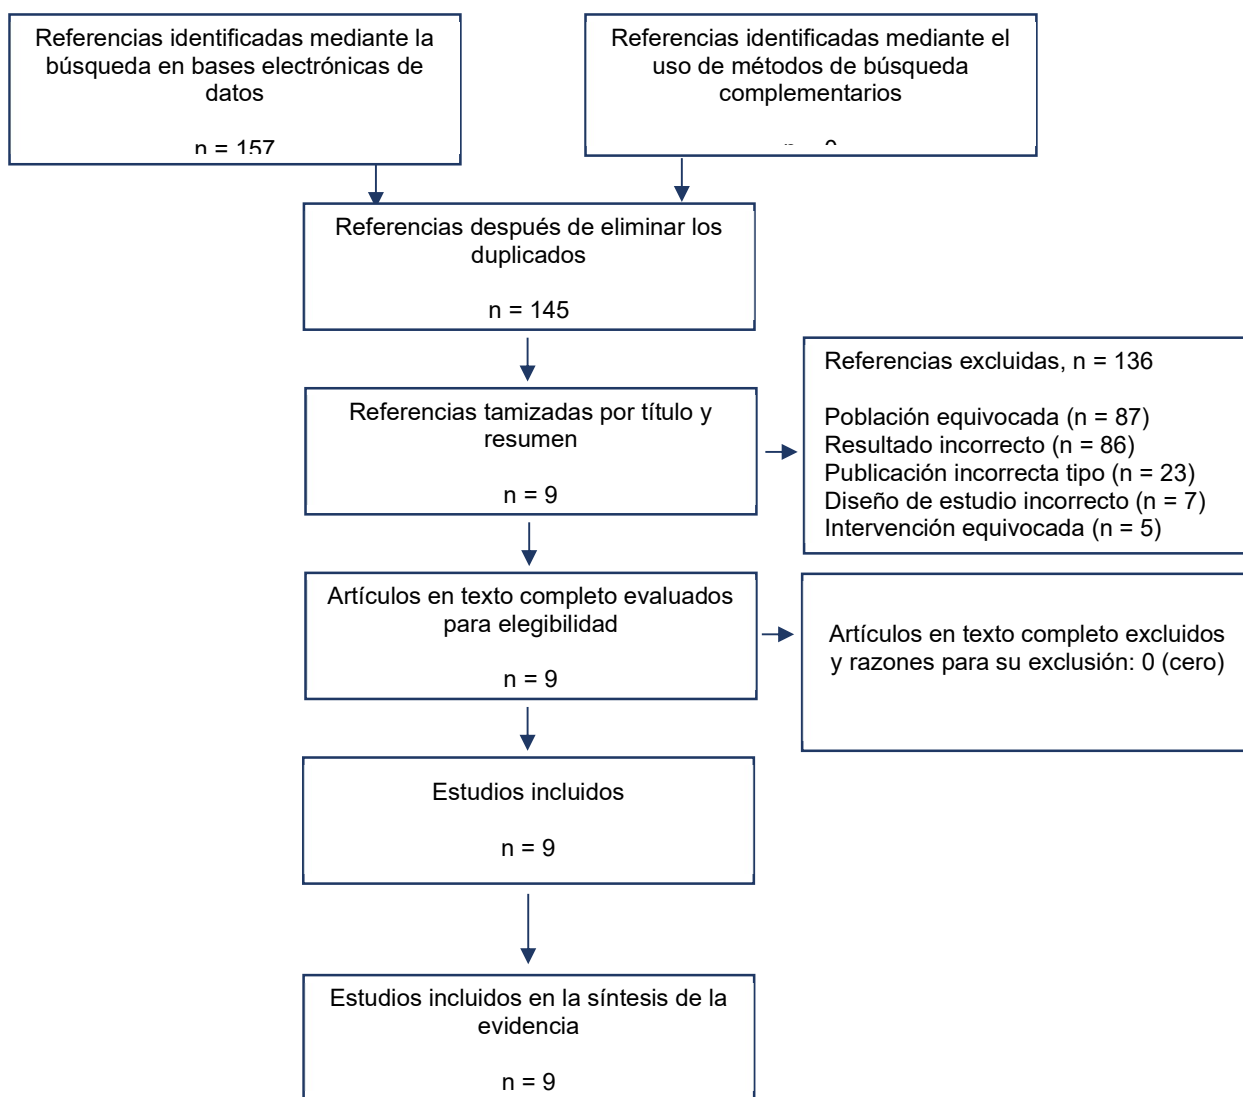 Referencias identificadas mediante la
búsqueda en bases electrónicas de
datos
n = 157
Referencias identificadas mediante el
uso de métodos de búsqueda
complementarios
Referencias después de eliminar los
duplicados
n = 145
Referencias tamizadas por título y
resumen
n = 9
Referencias excluidas, n = 136
Población equivocada (n = 87)
Resultado incorrecto (n = 86)
Publicación incorrecta tipo (n = 23)
Diseño de estudio incorrecto (n = 7)
Intervención equivocada (n = 5)
Artículos en texto completo evaluados
para elegibilidad
n = 9
Artículos en texto completo excluidos
y razones para su exclusión: 0 (cero)
Estudios incluidos
n = 9
Estudios incluidos en la síntesis de la
evidencia
n = 9